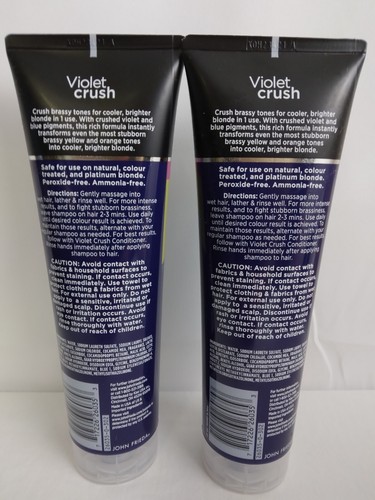 Violet
crush
Crush brassy tones for cooler, brighter
blonde in 1 use. With crushed violet and
blue pigments, this rich formula instantly
transforms even the most stubborn
brassy yellow and orange tones
into cooler, brighter blonde.
Safe for use on natural, colour
treated, and platinum blonde.
Peroxide-free. Ammonia-free.
Directions: Gently massage into
wet hair, lather & rinse well. For more intense
results, and to fight stubborn brassiness,
leave shampoo on hair 2-3 mins. Use daily
until desired colour result is achieved. To
maintain those results, alternate with your
regular shampoo as needed. For best results,
follow with Violet Crush Conditioner.
Rinse hands immediately after applying
shampoo to hair.
CAUTION: Avoid contact with
fabrics & household surfaces to
prevent staining. If contact occurs,
clean immediately. Use towel to
protect clothing & fabrics from wet
hair. For external use only. Do not
apply to a sensitive, irritated or
damaged scalp. Discontinue use if
rash or irritation occurs. Avoid
contact with eyes. If contact occurs,
rinse thoroughly with water.
Keep out of reach of children.
JOHN FRIEDA
Violet
crush
Crush brassy tones for cooler, brighter
blonde in 1 use. With crushed violet and
blue pigments, this rich formula instantly
transforms even the most stubborn
brassy yellow and orange tones
into cooler, brighter blonde.
Safe for use on natural, colour
treated, and platinum blonde.
Peroxide-free. Ammonia-free.
Directions: Gently massage into
wet hair, lather & rinse well. For more intense
results, and to fight stubborn brassiness,
leave shampoo on hair 2-3 mins. Use daily
until desired colour result is achieved. To
maintain those results, alternate with your
regular shampoo as needed. For best results,
follow with Violet Crush Conditioner.
Rinse hands immediately after applying
shampoo to hair.
CAUTION: Avoid contact with
fabrics & household surfaces to
prevent staining. If contact occurs,
clean immediately. Use towel to
protect clothing & fabrics from wet
hair. For external use only. Do not
apply to a sensitive, irritated or
damaged scalp. Discontinue use if
rash or irritation occurs. Avoid
contact with eyes. If contact occurs,
rinse thoroughly with water.
Keep out of reach of children.
JOHN FRIEDA